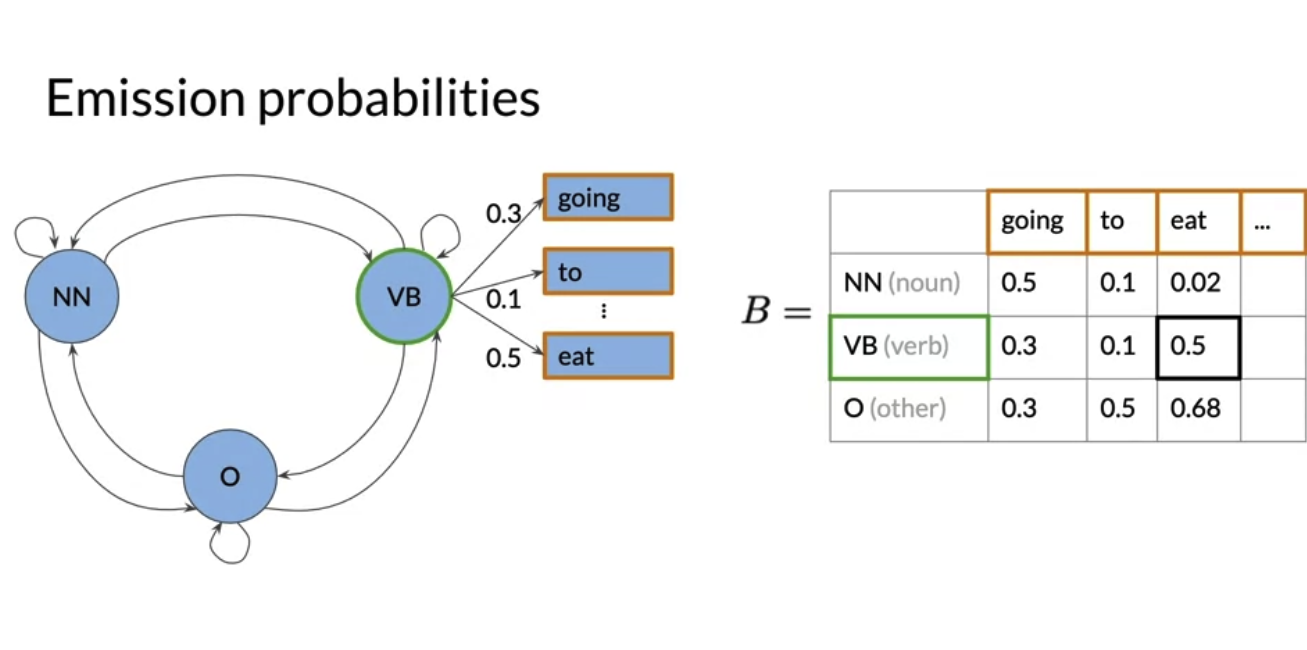 Emission probabilities
NN
VB
O
0.3
going
0.1
to
⋮
0.5
eat
B =
going to eat ...
NN (noun) 0.5 0.1 0.02
VB (verb) 0.3 0.1 0.5
O (other) 0.3 0.5 0.68